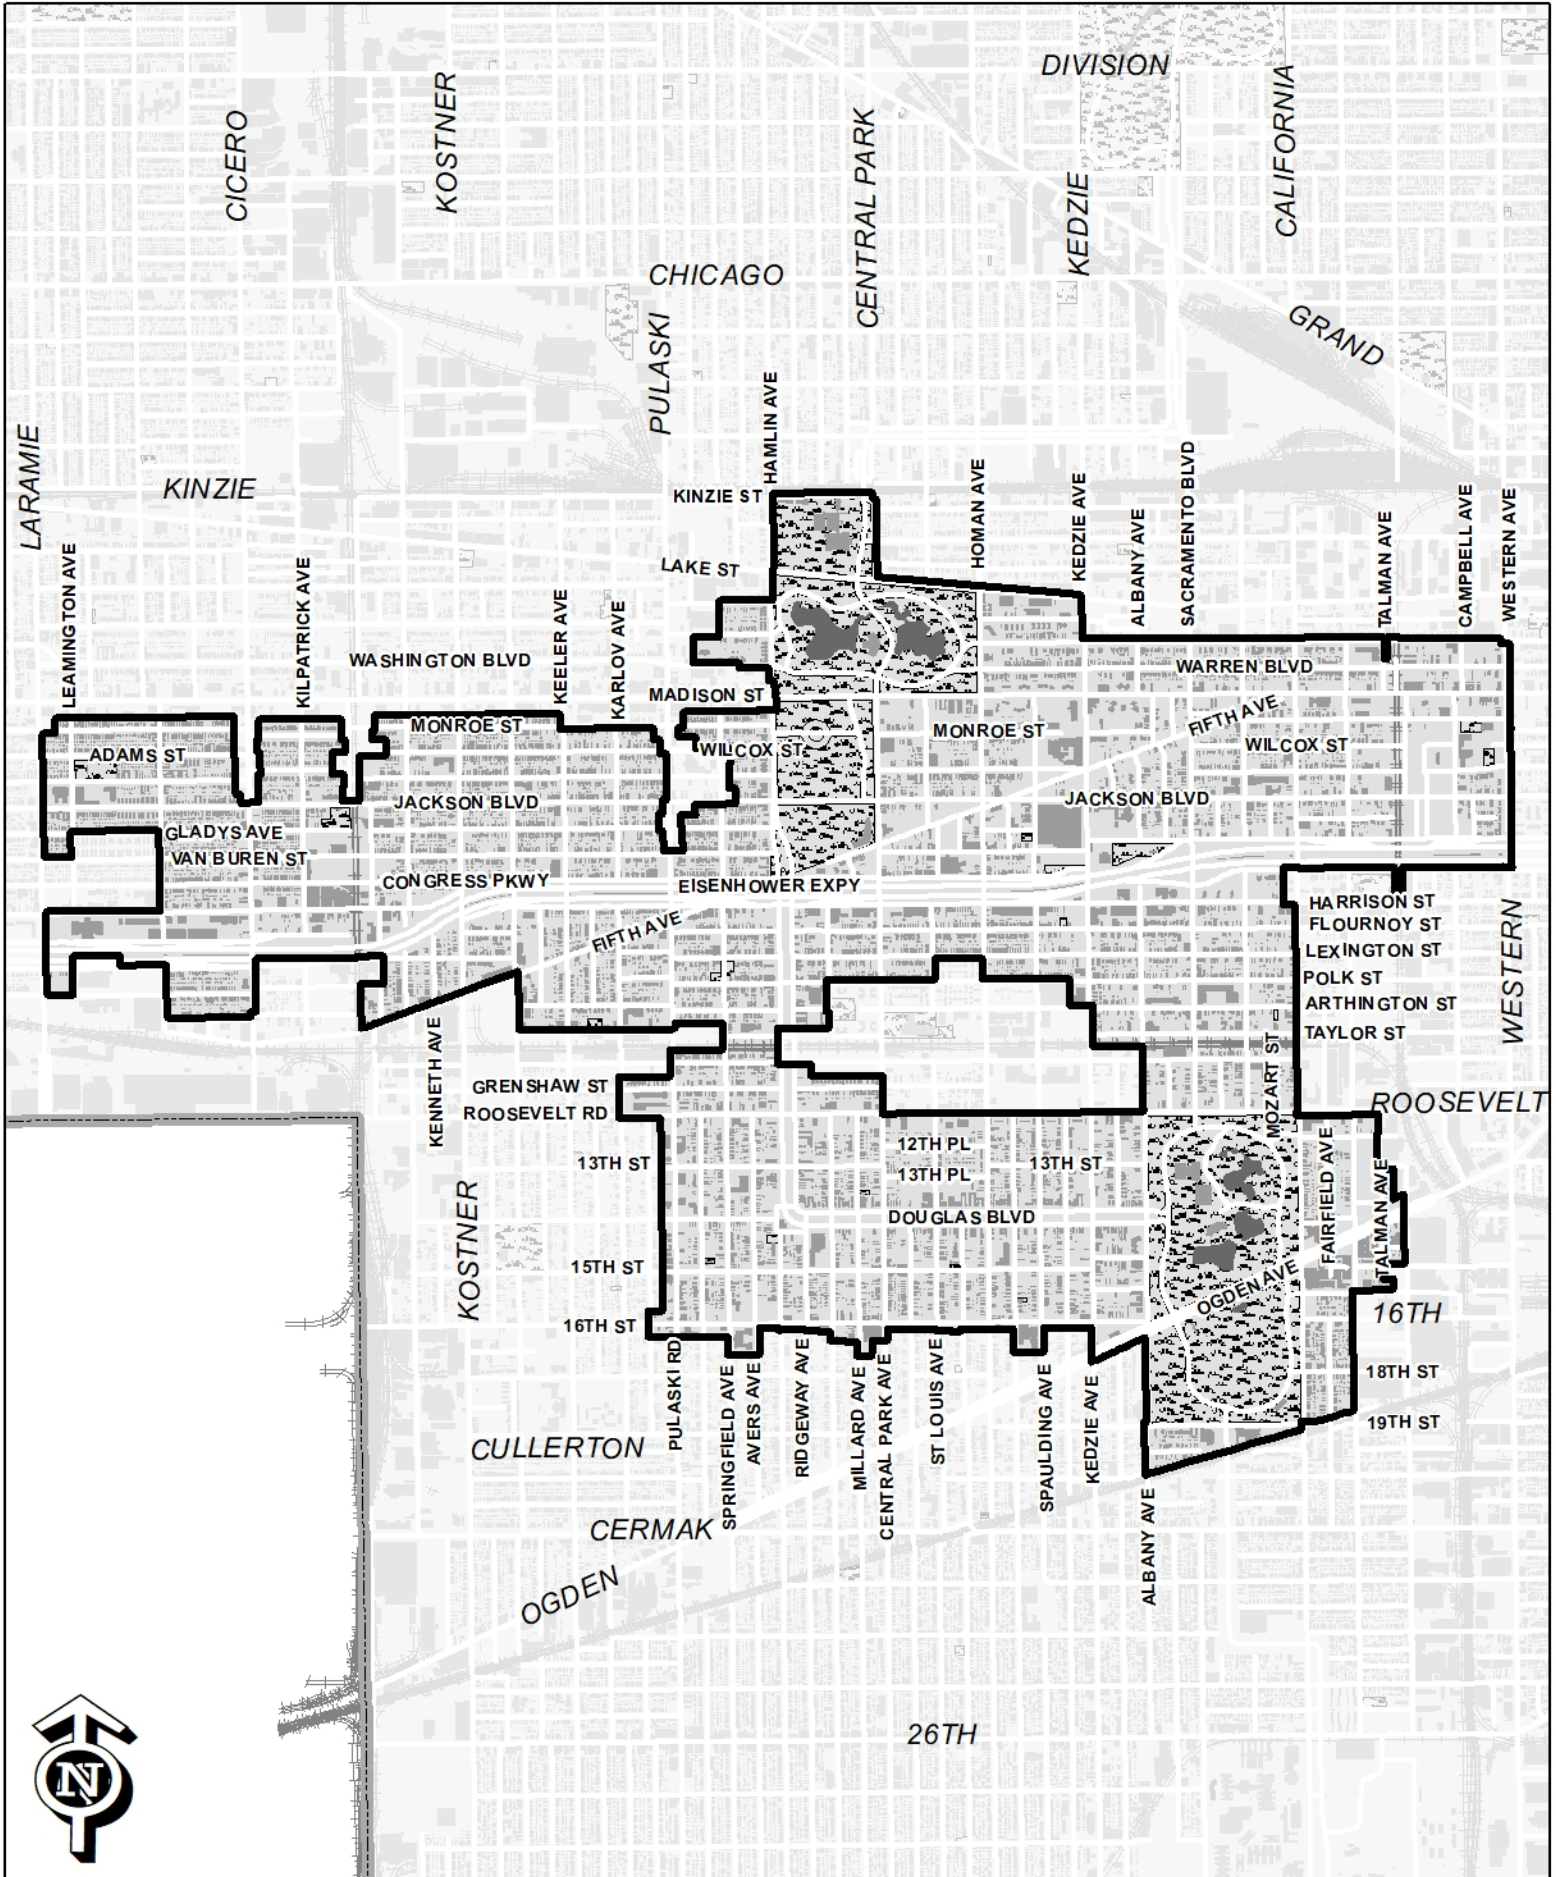 DIVISION
CICERO
KOSTNER
CENTRAL PARK
KEDZIE
CALIFORNIA
CHICAGO
PULASKI
GRAND
HAMLIN AVE
LARAMIE
KINZIE
KINZIE ST
HOMAN AVE
KEDZIE AVE
ALBANY AVE
SACRAMENTO BLVD
TALMAN AVE
CAMPBELL AVE
WESTERN AVE
LAKE ST
LEAMINGTON AVE
KILPATRICK AVE
KEELER AVE
KARLOV AVE
WASHINGTON BLVD
WARREN BLVD
MADISON ST
MONROE ST
MONROE ST
FIFTH AVE
ADAMS ST
WILCOX ST
WILCOX ST
JACKSON BLVD
JACKSON BLVD
GLADYS AVE
VAN BUREN ST
CONGRESS PKWY
EISENHOWER EXPY
HARRISON ST
FLOURNOY ST
FIFTH AVE
LEXINGTON ST
POLK ST
WESTERN
ARTHINGTON ST
TAYLOR ST
KENNETH AVE
MOZART ST
GRENSHAW ST
ROOSEVELT RD
ROOSEVELT
12TH PL
13TH ST
13TH PL
13TH ST
FAIRFIELD AVE
TALMAN AVE
DOUGLAS BLVD
KOSTNER
15TH ST
OGDEN AVE
16TH ST
16TH
PULASKI RD
SPRINGFIELD AVE
AVERS AVE
RIDGEWAY AVE
MILLARD AVE
CENTRAL PARK AVE
ST LOUIS AVE
SPAULDING AVE
KEDZIE AVE
18TH ST
19TH ST
CULLERTON
CERMAK
ALBANY AVE
OGDEN
26TH
N